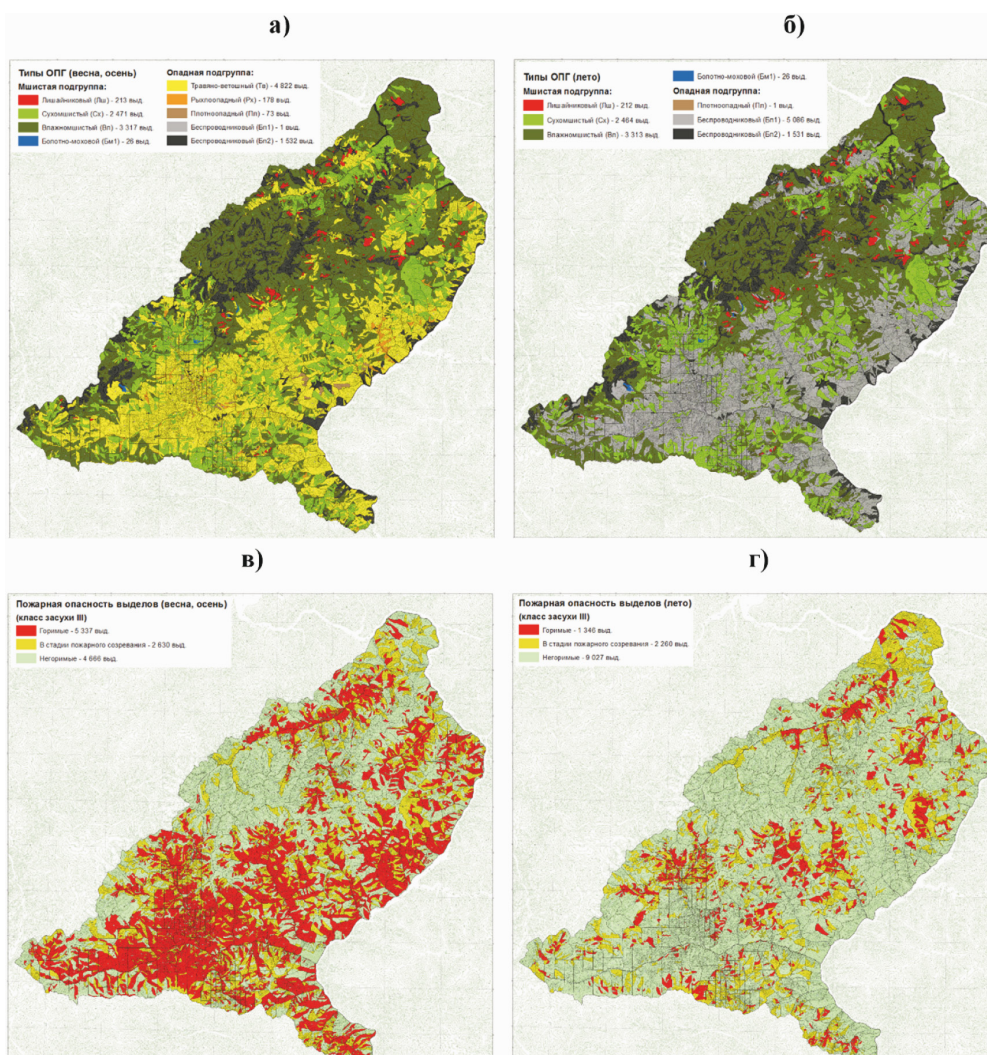 а)
Типы ОПГ (весна, осень)
Мшистая подгруппа:
Лишайниковый (Лш) - 213 выд.
Сухомшистый (Сх) - 2 471 выд.
Влажномшистый (Вл) - 3 317 выд.
Болотно-моховой (Бм1) - 26 выд.
Опадная подгруппа:
Травяно-ветошный (Тв) - 4 822 выд.
Рыхлоопадный (Рх) - 178 выд.
Плотноопадный (Пл) - 73 выд.
Беспроводниковый (Бп1) - 1 выд.
Беспроводниковый (Бп2) - 1 532 выд.
б)
Типы ОПГ (лето)
Мшистая подгруппа:
Лишайниковый (Лш) - 212 выд.
Сухомшистый (Сх) - 2 464 выд.
Влажномшистый (Вл) - 3 313 выд.
Болотно-моховой (Бм1) - 26 выд.
Опадная подгруппа:
Плотноопадный (Пл) - 1 выд.
Беспроводниковый (Бп1) - 5 086 выд.
Беспроводниковый (Бп2) - 1 531 выд.
в)
Пожарная опасность выделов (весна, осень)
(класс засухи III)
Горимые - 5 337 выд.
В стадии пожарного созревания - 2 630 выд.
Негоримые - 4 666 выд.
г)
Пожарная опасность выделов (лето)
(класс засухи III)
Горимые - 1 346 выд.
В стадии пожарного созревания - 2 260 выд.
Негоримые - 9 027 выд.